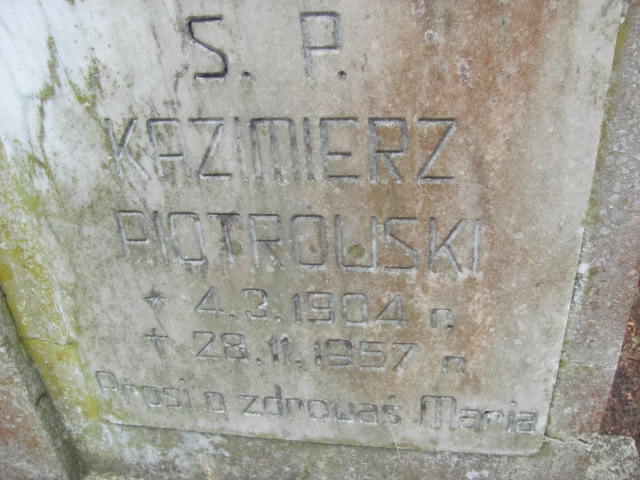 S. P.
KAZIMIERZ
PIOTROWSKI
* 4.3.1904 r.
† 28.11.1957 r.
Prosi o zdrowaś Maria